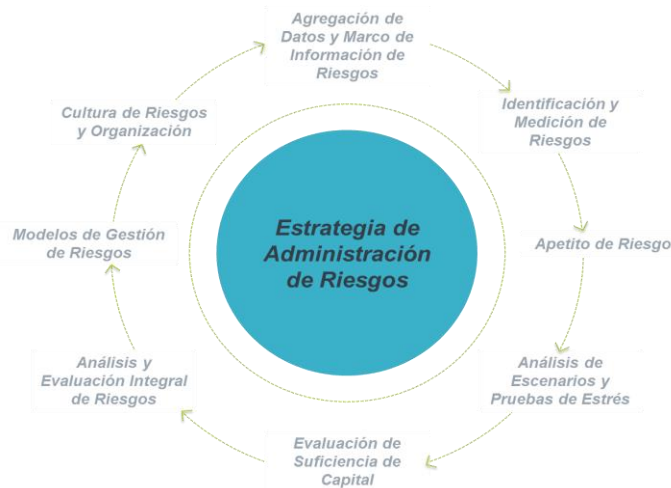 Agregación de
Datos y Marco de
Información de
Riesgos
Identificación y
Medición de
Riesgos
Apetito de Riesgo
Análisis de
Escenarios y
Pruebas de Estrés
Evaluación de
Suficiencia de
Capital
Análisis y
Evaluación Integral
de Riesgos
Modelos de Gestión
de Riesgos
Cultura de Riesgos
y Organización
Estrategia de
Administración
de Riesgos